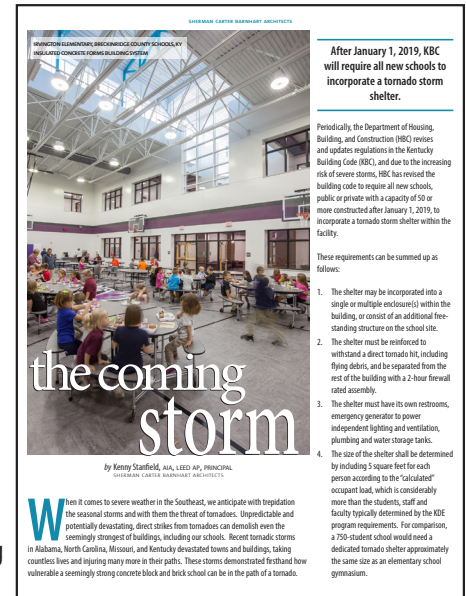 SHERMAN CARTER BARNHART ARCHITECTS
IRVINGTON ELEMENTARY, BRECKINRIDGE COUNTY SCHOOLS, KY
INSULATED CONCRETE FORMS BUILDING SYSTEM
the coming
storm
by Kenny Stanfield, AIA, LEED AP, PRINCIPAL
SHERMAN CARTER BARNHART ARCHITECTS
When it comes to severe weather in the Southeast, we anticipate with trepidation
the seasonal storms and with them the threat of tornadoes. Unpredictable and
potentially devastating, direct strikes from tornadoes can demolish even the
seemingly strongest of buildings, including our schools. Recent tornadic storms
in Alabama, North Carolina, Missouri, and Kentucky devastated towns and buildings, taking
countless lives and injuring many more in their paths. These storms demonstrated firsthand how
vulnerable a seemingly strong concrete block and brick school can be in the path of a tornado.
After January 1, 2019, KBC
will require all new schools to
incorporate a tornado storm
shelter.
Periodically, the Department of Housing,
Building, and Construction (HBC) revises
and updates regulations in the Kentucky
Building Code (KBC), and due to the increasing
risk of severe storms, HBC has revised the
building code to require all new schools,
public or private with a capacity of 50 or
more constructed after January 1, 2019, to
incorporate a tornado storm shelter within the
facility.
These requirements can be summed up as
follows:
1. The shelter may be incorporated into a
single or multiple enclosure(s) within the
building, or consist of an additional free-
standing structure on the school site.
2. The shelter must be reinforced to
withstand a direct tornado hit, including
flying debris, and be separated from the
rest of the building with a 2-hour firewall
rated assembly.
3. The shelter must have its own restrooms,
emergency generator to power
independent lighting and ventilation,
plumbing and water storage tanks.
4. The size of the shelter shall be determined
by including 5 square feet for each
person according to the "calculated"
occupant load, which is considerably
more than the students, staff and
faculty typically determined by the KDE
program requirements. For comparison,
a 750-student school would need a
dedicated tornado shelter approximately
the same size as an elementary school
gymnasium.